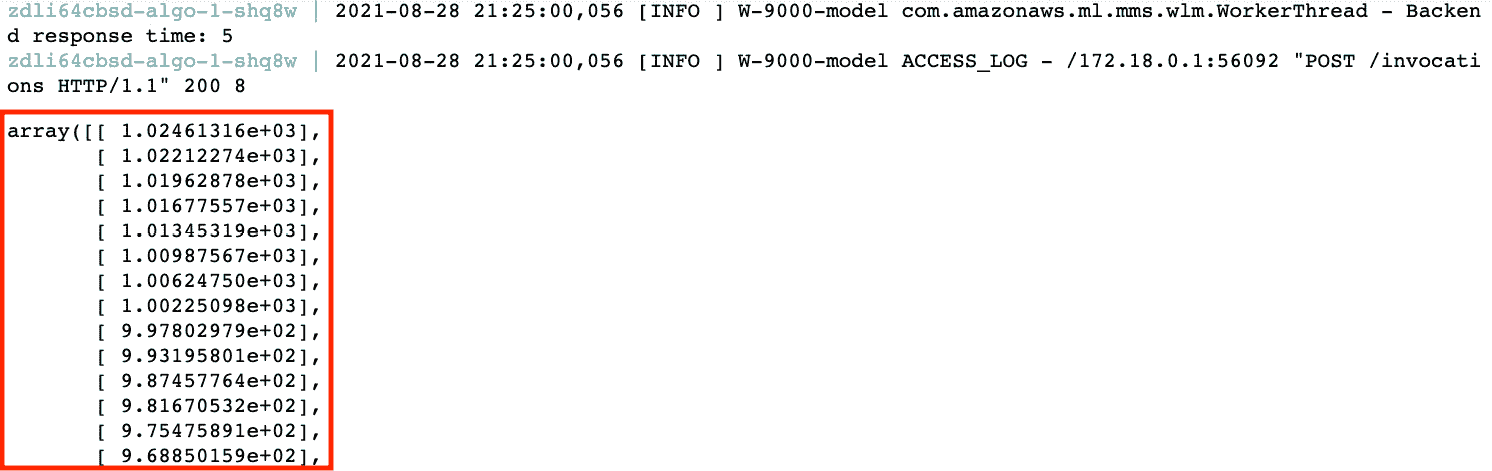 zdli64cbsd-algo-1-shq8w | 2021-08-28 21:25:00,056 [INFO ] W-9000-model com.amazonaws.ml.mms.wlm.WorkerThread - Backen
d response time: 5
zdli64cbsd-algo-1-shq8w | 2021-08-28 21:25:00,056 [INFO ] W-9000-model ACCESS_LOG - /172.18.0.1:56092 "POST /invocati
ons HTTP/1.1" 200 8
array([[ 1.02461316e+03],
[ 1.02212274e+03],
[ 1.01962878e+03],
[ 1.01677557e+03],
[ 1.01345319e+03],
[ 1.00987567e+03],
[ 1.00624750e+03],
[ 1.00225098e+03],
[ 9.97802979e+02],
[ 9.93195801e+02],
[ 9.87457764e+02],
[ 9.81670532e+02],
[ 9.75475891e+02],
[ 9.68850159e+02],